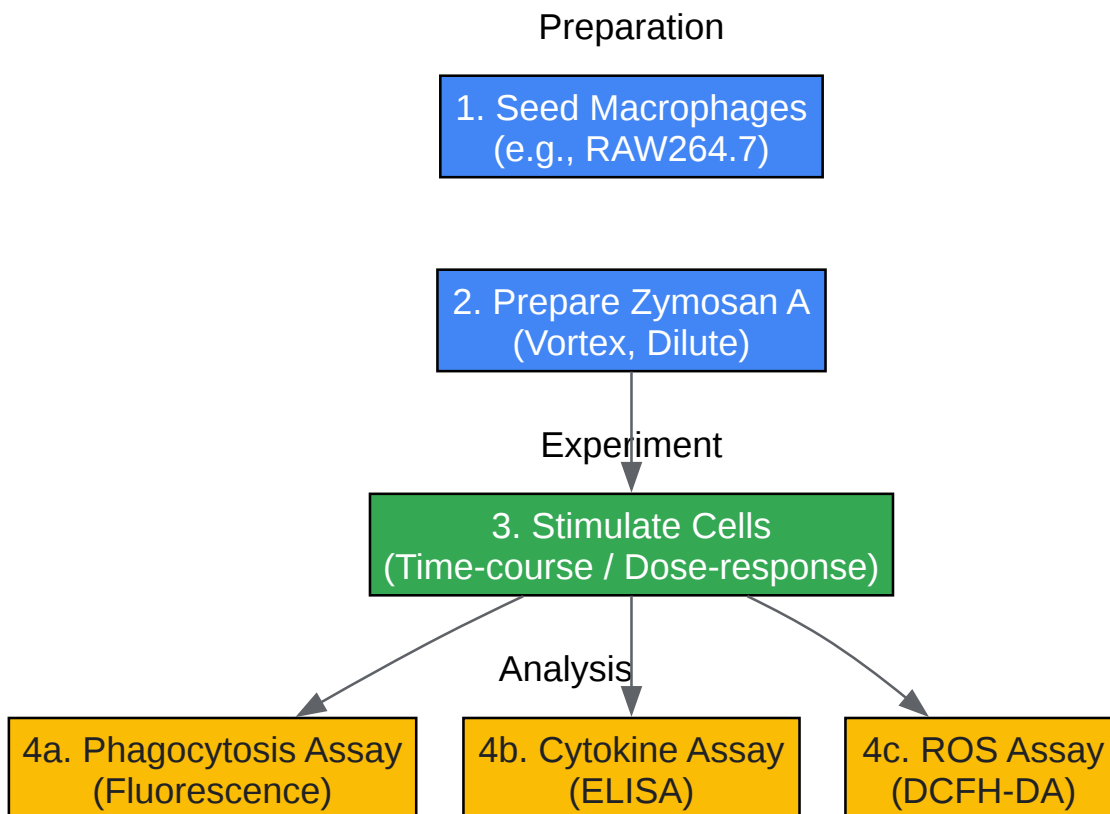 Preparation
1. Seed Macrophages
(e.g., RAW264.7)
2. Prepare Zymosan A
(Vortex, Dilute)
Experiment
3. Stimulate Cells
(Time-course / Dose-response)
Analysis
4a. Phagocytosis Assay
(Fluorescence)
4b. Cytokine Assay
(ELISA)
4c. ROS Assay
(DCFH-DA)